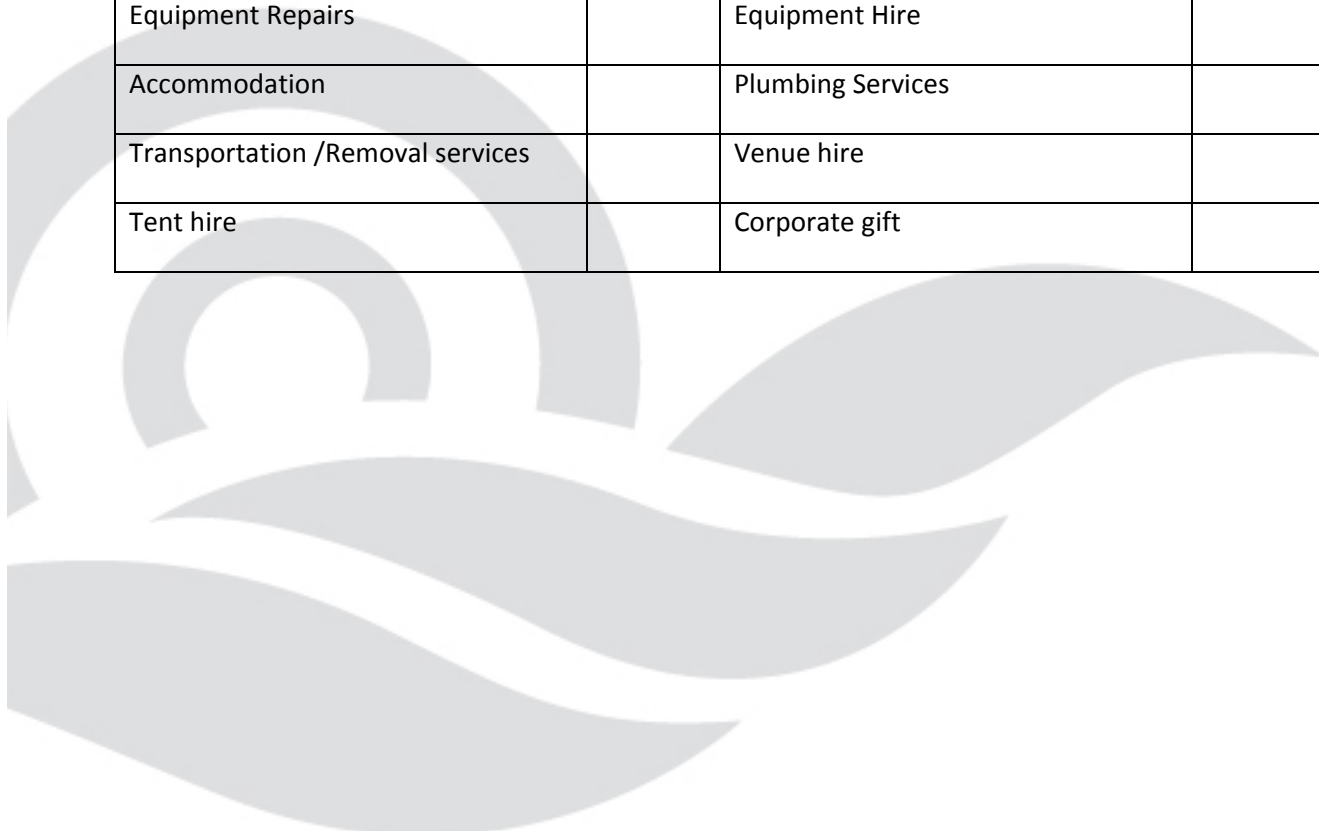 Equipment Repairs Equipment Hire
Accommodation Plumbing Services
Transportation /Removal services Venue hire
Tent hire Corporate gift